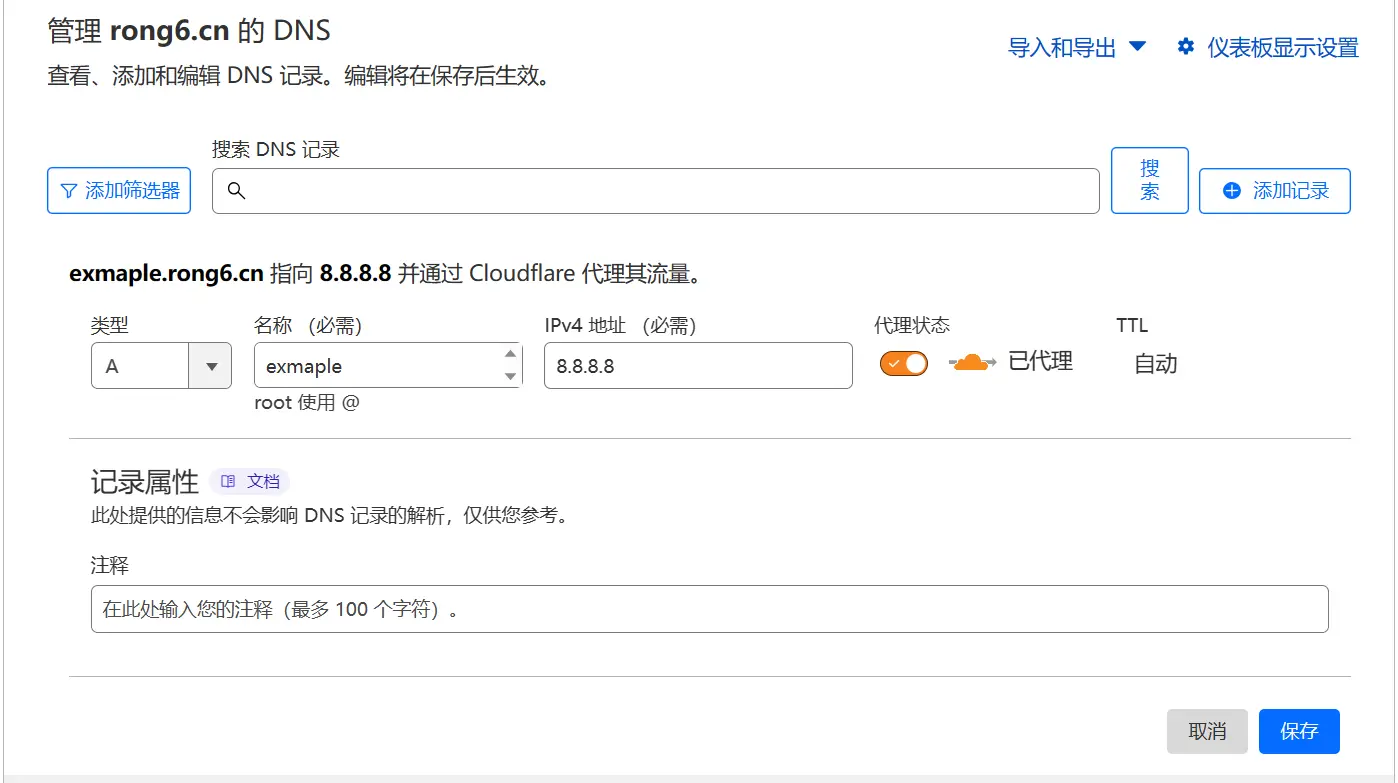 管理 rong6.cn 的 DNS
导入和导出 仪表板显示设置
查看、添加和编辑 DNS 记录。编辑将在保存后生效。
搜索 DNS 记录
添加筛选器
搜
索
添加记录
exmaple.rong6.cn 指向 8.8.8.8 并通过 Cloudflare 代理其流量。
类型 名称 （必需） IPv4 地址 （必需） 代理状态 TTL
A exmaple 8.8.8.8 已代理 自动
root 使用 @
记录属性 文档
此处提供的信息不会影响 DNS 记录的解析，仅供您参考。
注释
在此处输入您的注释（最多 100 个字符）。
取消 保存